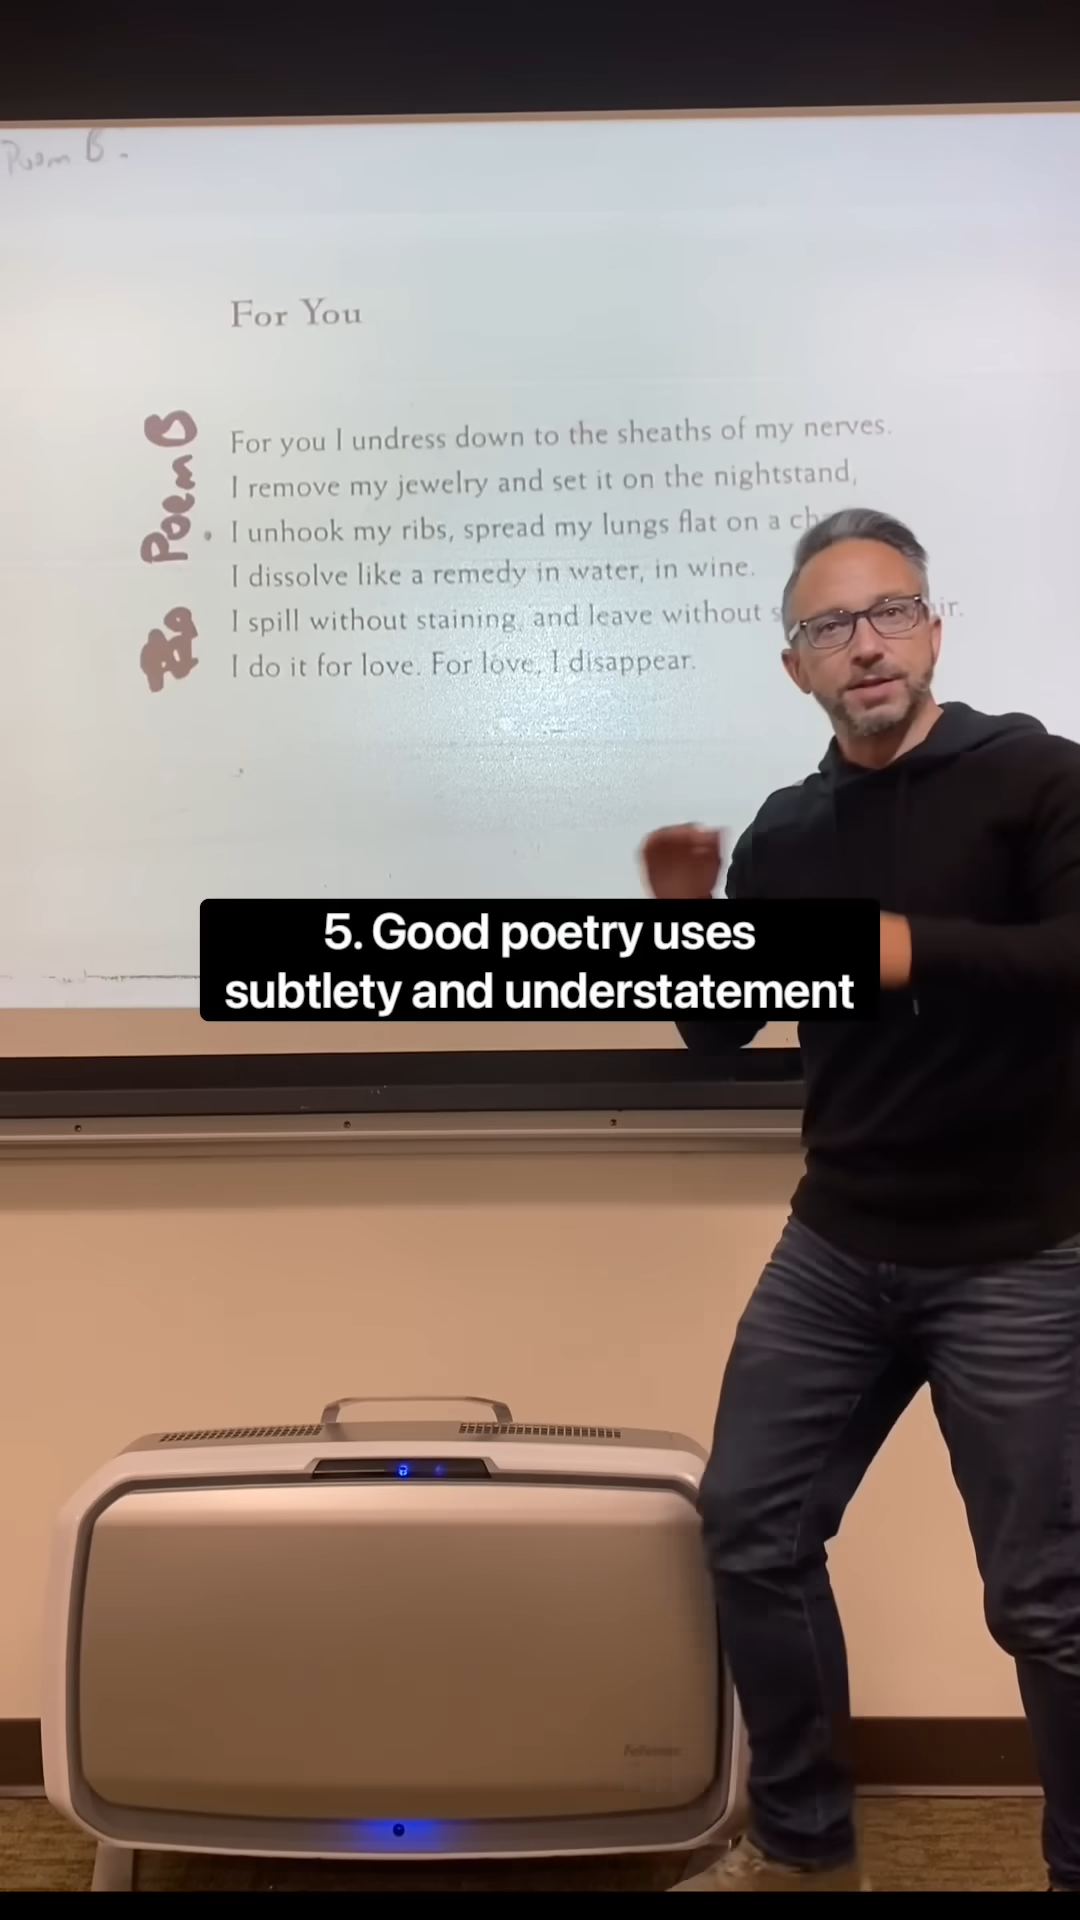 Poem B.
For You
Poem B
For you I undress down to the sheaths of my nerves.
I remove my jewelry and set it on the nightstand,
I unhook my ribs, spread my lungs flat on a
I dissolve like a remedy in water, in wine.
I spill without staining, and leave without
I do it for love. For love, I disappear.
5. Good poetry uses
subtlety and understatement
Fellowes